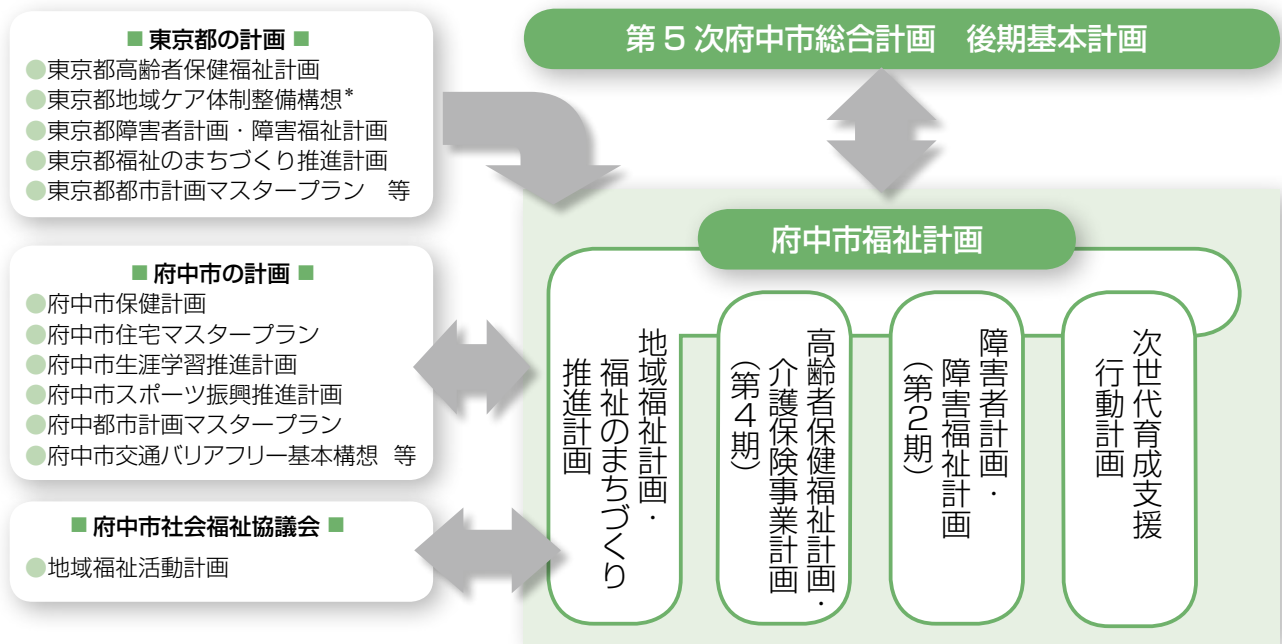 ■ 東京都の計画 ■
●東京都高齢者保健福祉計画
●東京都地域ケア体制整備構想*
●東京都障害者計画・障害福祉計画
●東京都福祉のまちづくり推進計画
●東京都都市計画マスタープラン　等
■ 府中市の計画 ■
●府中市保健計画
●府中市住宅マスタープラン
●府中市生涯学習推進計画
●府中市スポーツ振興推進計画
●府中都市計画マスタープラン
●府中市交通バリアフリー基本構想 等
■ 府中市社会福祉協議会 ■
●地域福祉活動計画
第5次府中市総合計画　後期基本計画
府中市福祉計画
地域福祉計画・
福祉のまちづくり
推進計画
高齢者保健福祉計画・
介護保険事業計画
（第4期）
障害者計画・
障害福祉計画
（第2期）
次世代育成支援
行動計画